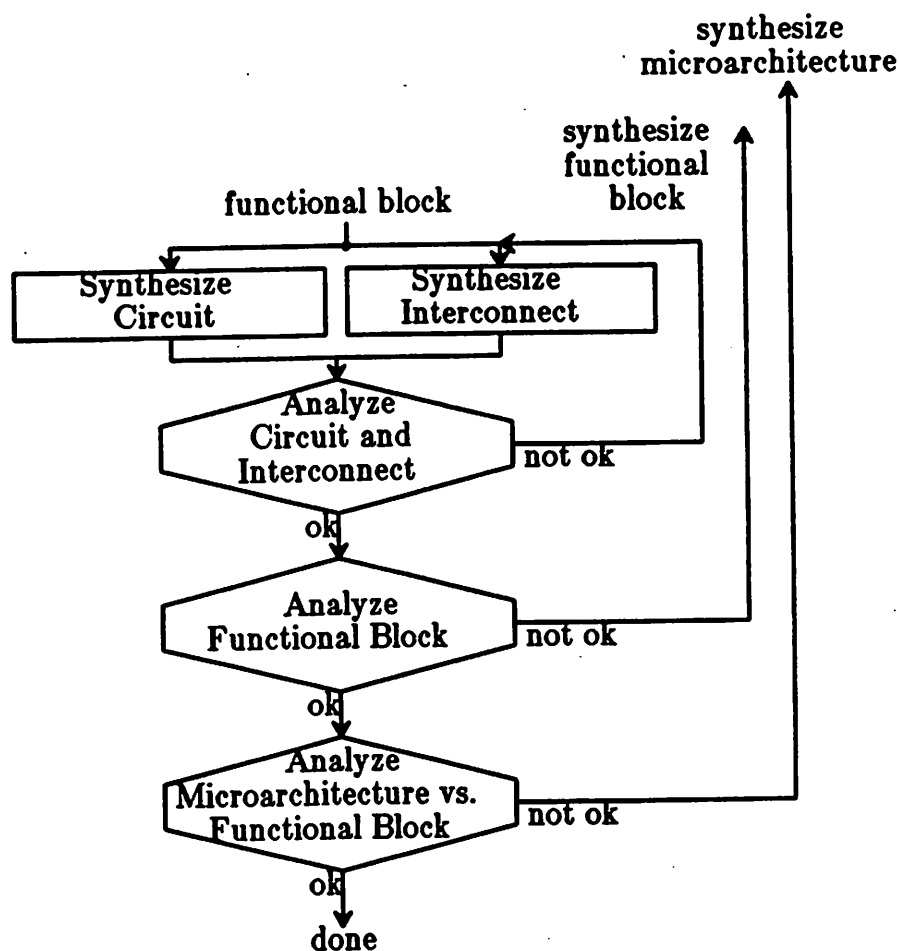 synthesize
microarchitecture
synthesize
functional
block
functional block
Synthesize
Circuit
Synthesize
Interconnect
Analyze
Circuit and
Interconnect
not ok
ok
Analyze
Functional Block
not ok
ok
Analyze
Microarchitecture vs.
Functional Block
not ok
ok
done